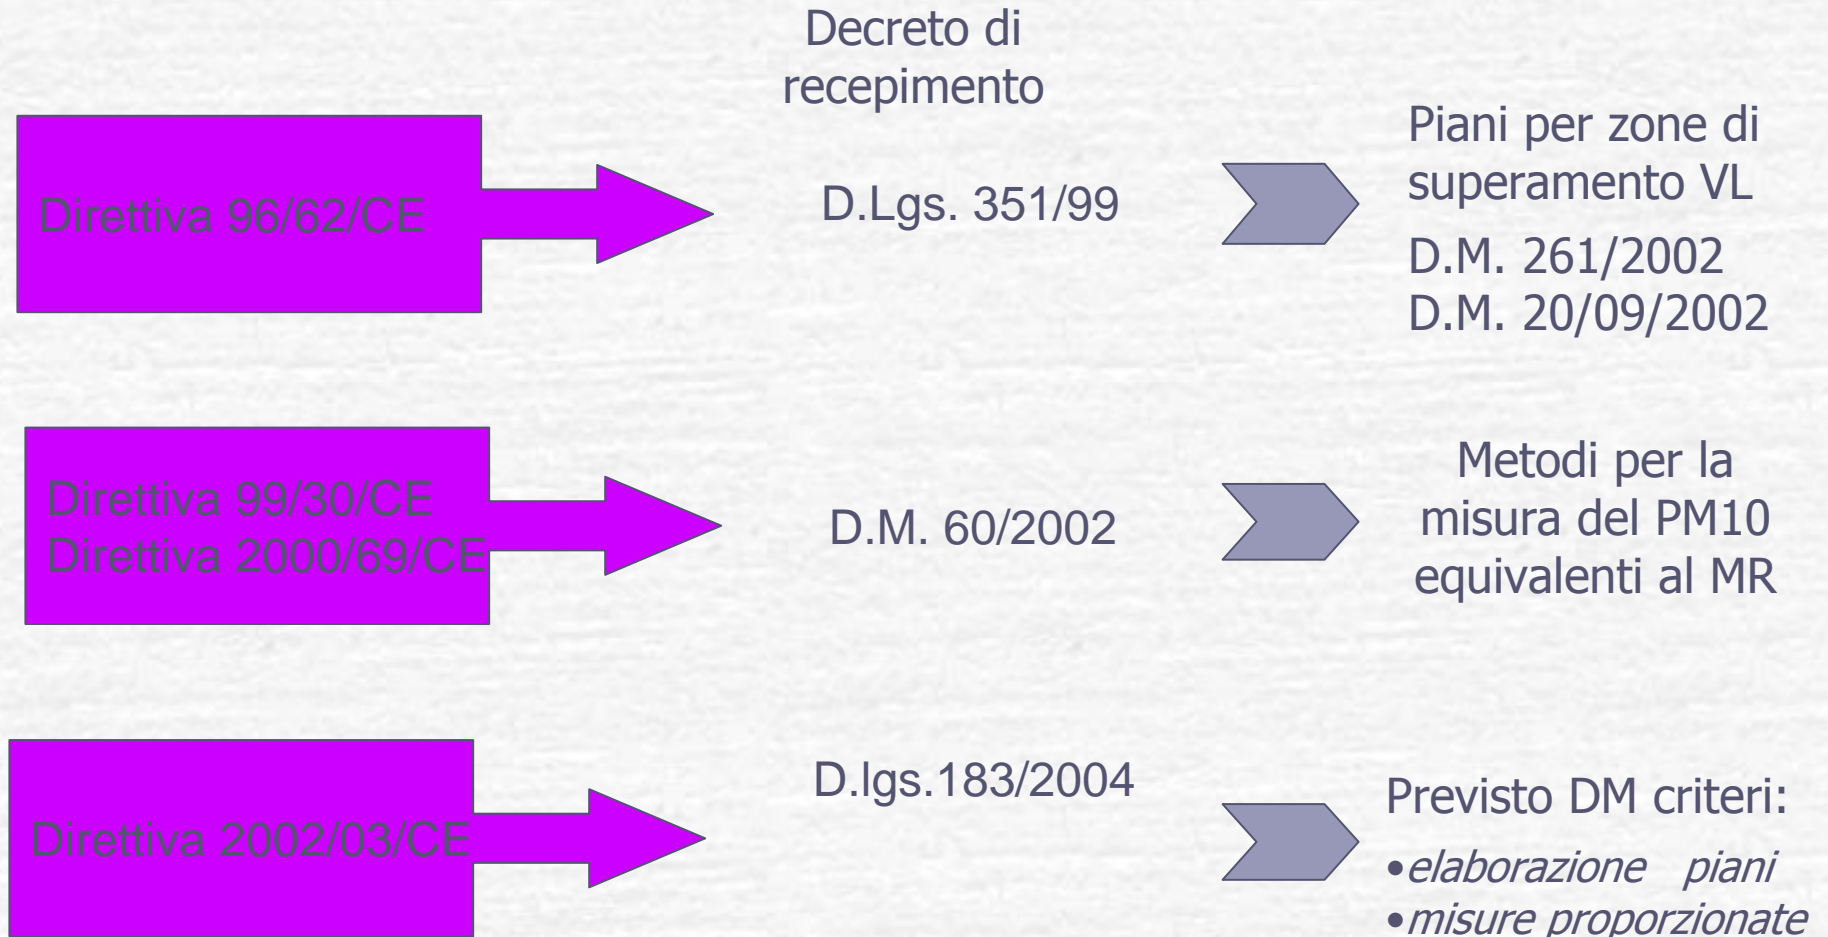 Decreto di
recepimento
Direttiva 96/62/CE
D.Lgs. 351/99
Piani per zone di
superamento VL
D.M. 261/2002
D.M. 20/09/2002
Direttiva 99/30/CE
Direttiva 2000/69/CE
D.M. 60/2002
Metodi per la
misura del PM10
equivalenti al MR
Direttiva 2002/03/CE
D.lgs.183/2004
Previsto DM criteri:
•elaborazione piani
•misure proporzionate